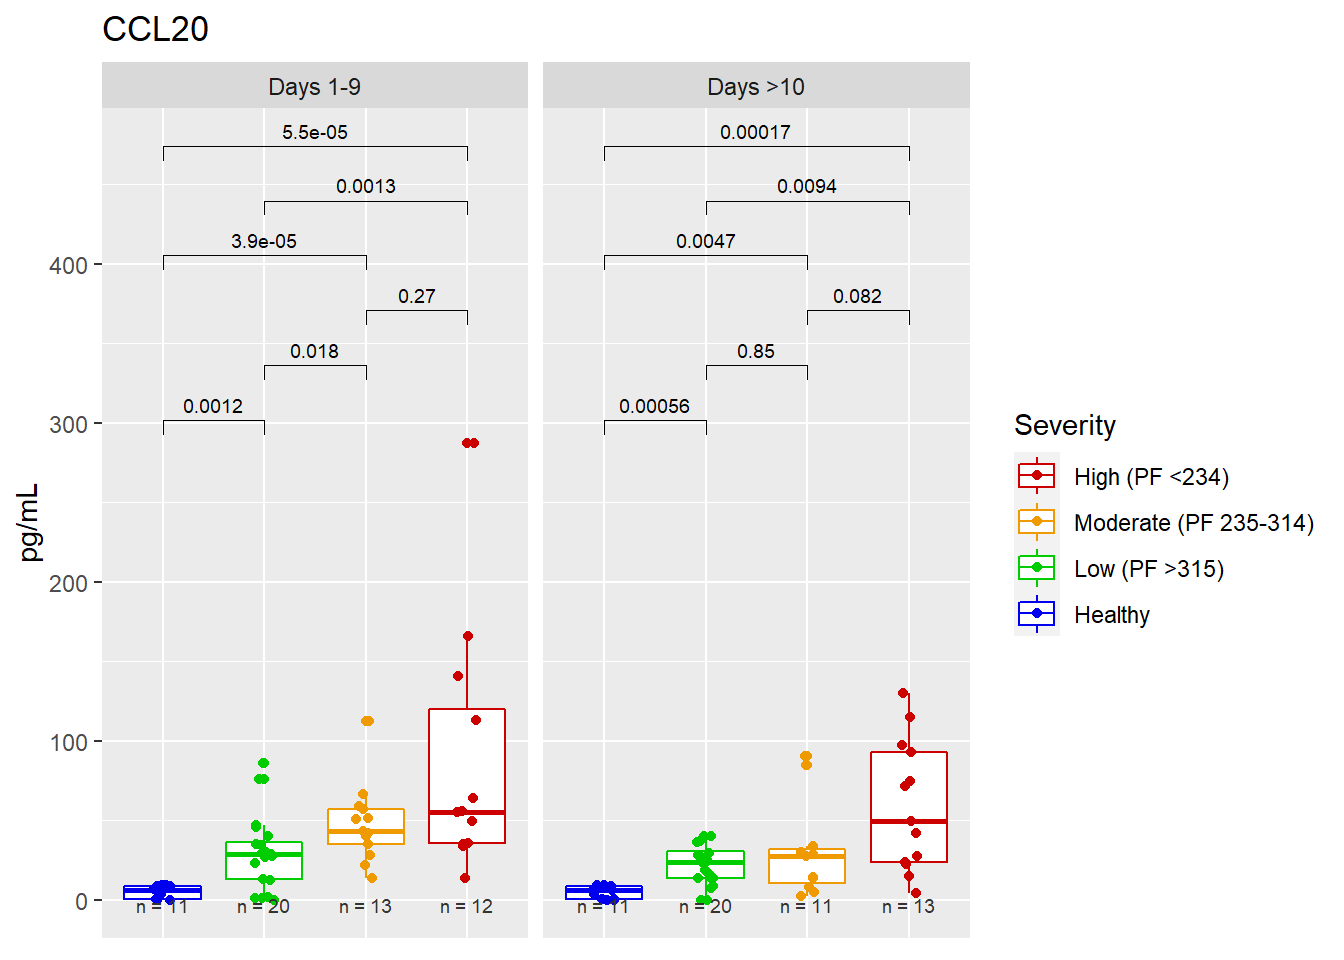 CCL20
Days 1-9
Days >10
5.5e-05
0.00017
0.0013
0.0094
3.9e-05
0.0047
400
0.27
0.082
0.018
0.85
0.0012
0.00056
300
Severity
High (PF <234)
Moderate (PF 235-314)
Low (PF >315)
Healthy
pg/mL
200
100
0
n = 11
n = 20
n = 13
n = 12
n = 11
n = 20
n = 11
n = 13